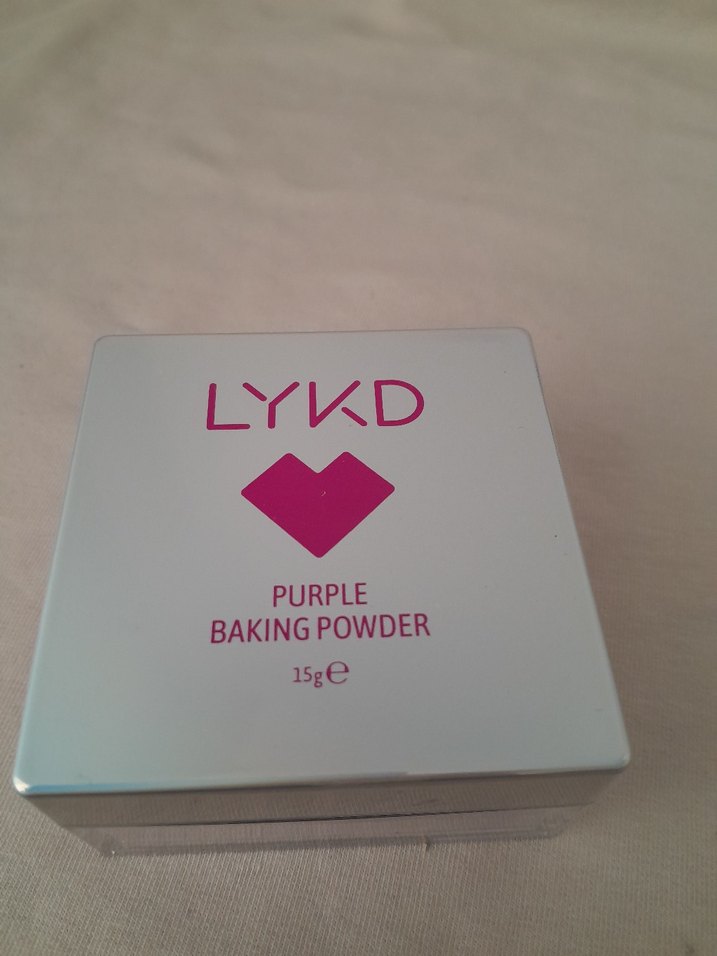 LYKD
PURPLE
BAKING POWDER
15g ℮